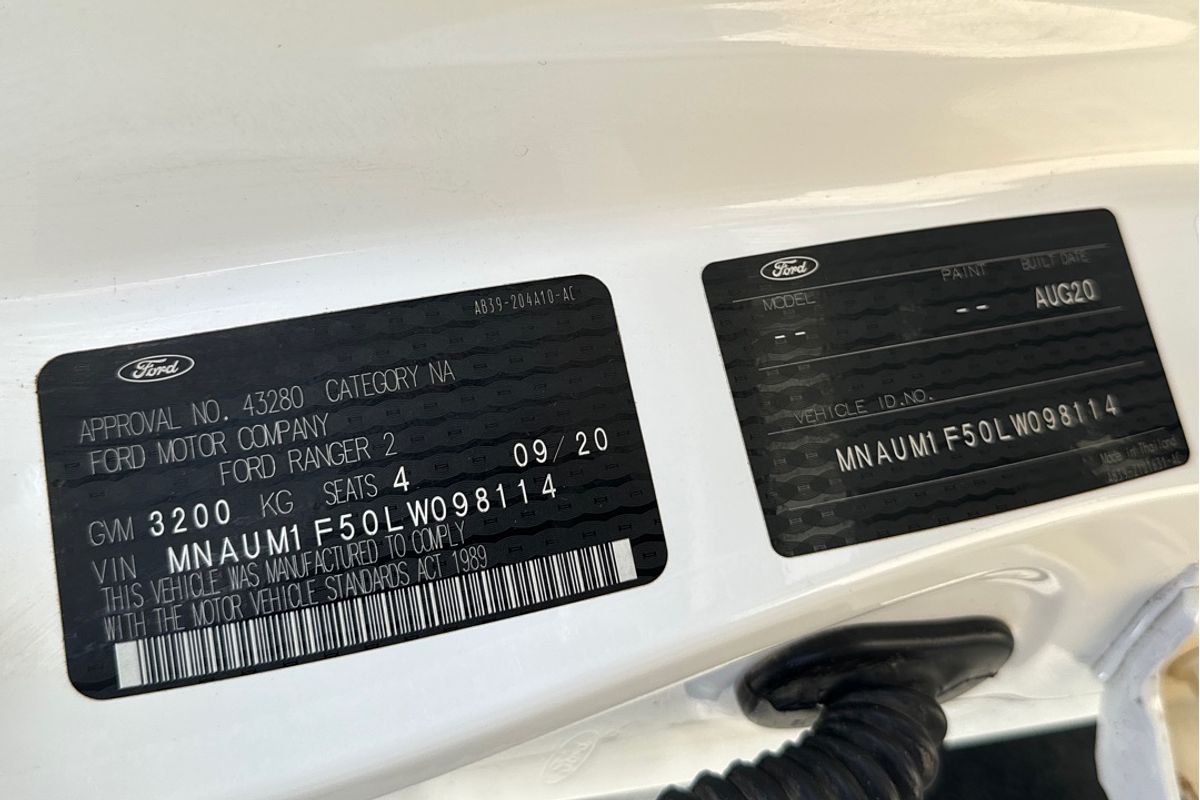 AB39-204A10-AC
Ford
APPROVAL NO. 43280 CATEGORY NA
FORD MOTOR COMPANY
FORD RANGER 2
09/20
GVM 3200 KG SEATS 4
VIN MNAUM1F50LW098114
THIS VEHICLE WAS MANUFACTURED TO COMPLY
WITH THE MOTOR VEHICLE STANDARDS ACT 1989
Ford
MODEL PAINT BUILT DATE
-- -- AUG20
VEHICLE ID.NO.
MNAUM1F50LW098114
Made in Thailand